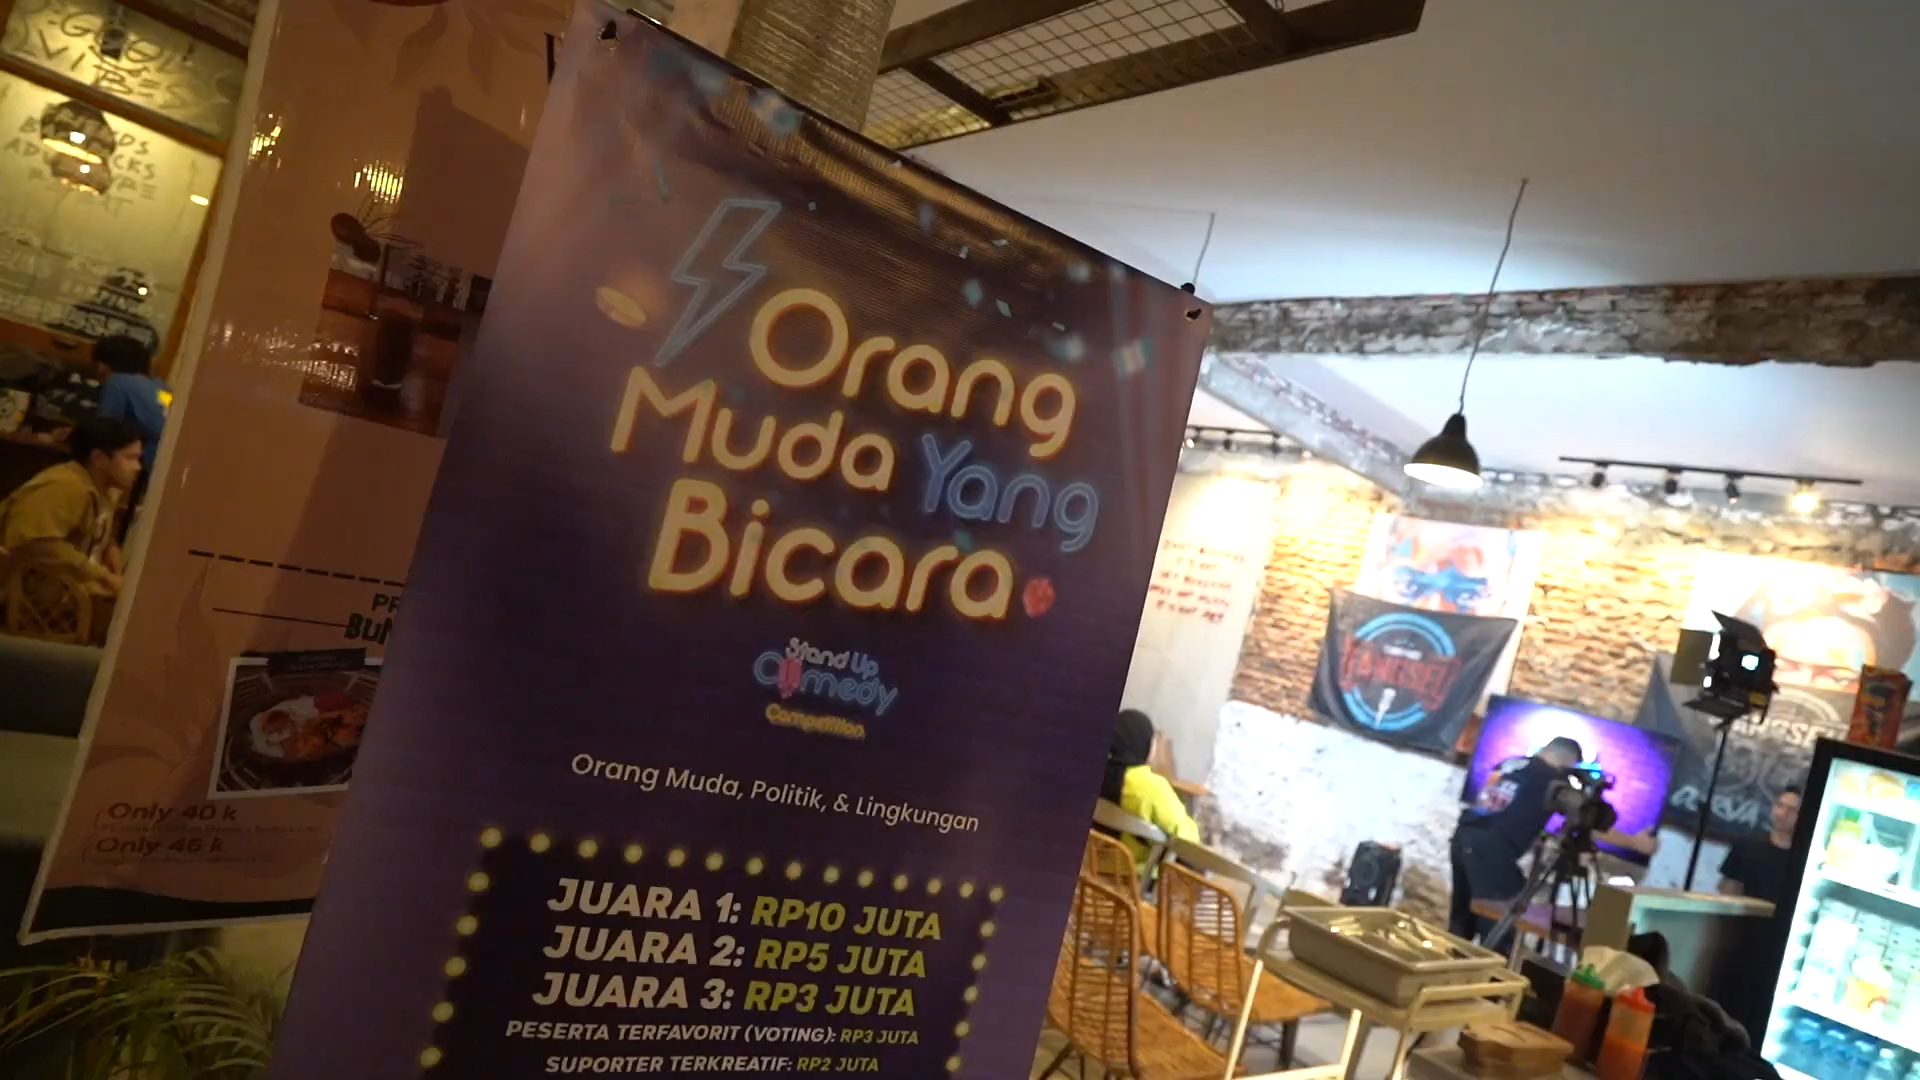 Orang
Muda Yang
Bicara
Stand Up
Comedy
Competition
Orang Muda, Politik, & Lingkungan
JUARA 1: RP10 JUTA
JUARA 2: RP5 JUTA
JUARA 3: RP3 JUTA
PESERTA TERFAVORIT (VOTING): RP3 JUTA
SUPORTER TERKREATIF: RP2 JUTA
Only 40 k
Only 46 k